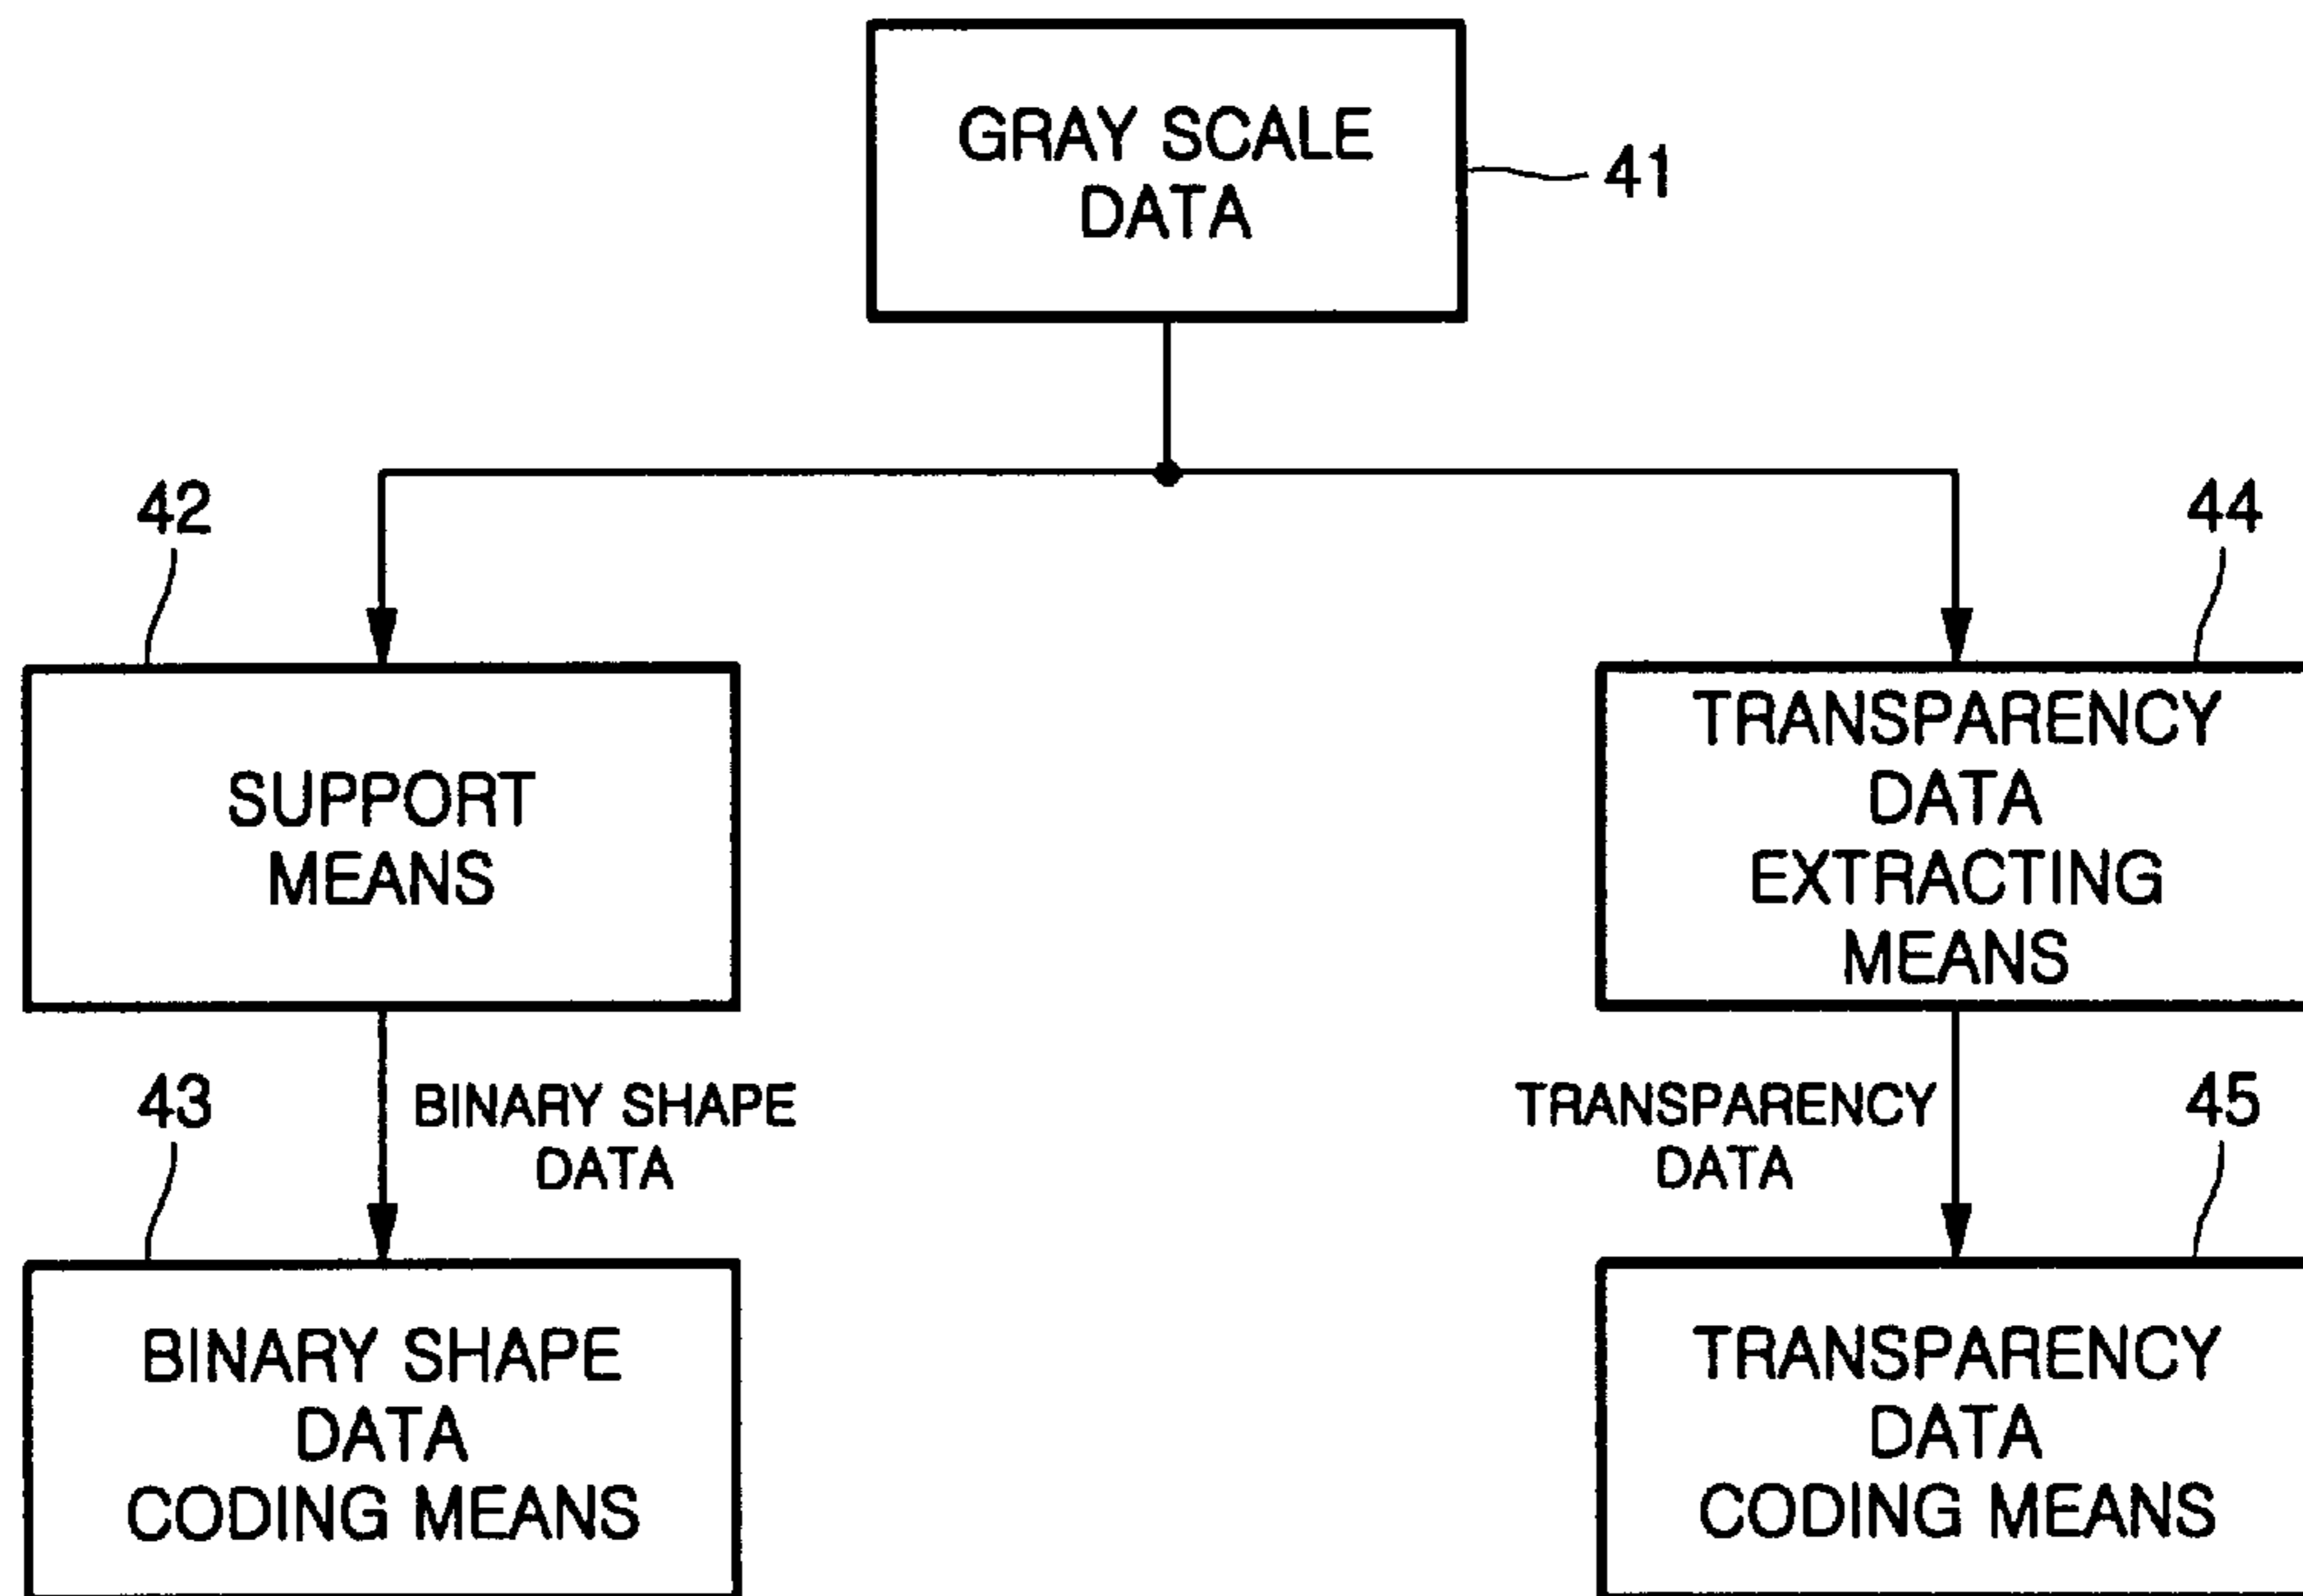 GRAY SCALE
DATA
41
42
44
SUPPORT
MEANS
TRANSPARENCY
DATA
EXTRACTING
MEANS
43
BINARY SHAPE
DATA
TRANSPARENCY
DATA
45
BINARY SHAPE
DATA
CODING MEANS
TRANSPARENCY
DATA
CODING MEANS